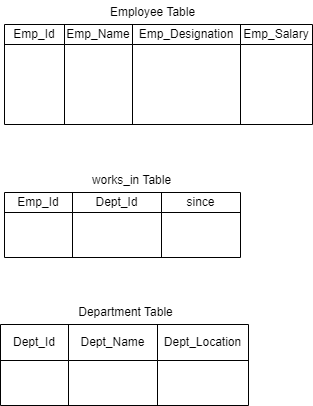 Employee Table
Emp_Id Emp_Name Emp_Designation Emp_Salary
works_in Table
Emp_Id Dept_Id since
Department Table
Dept_Id Dept_Name Dept_Location